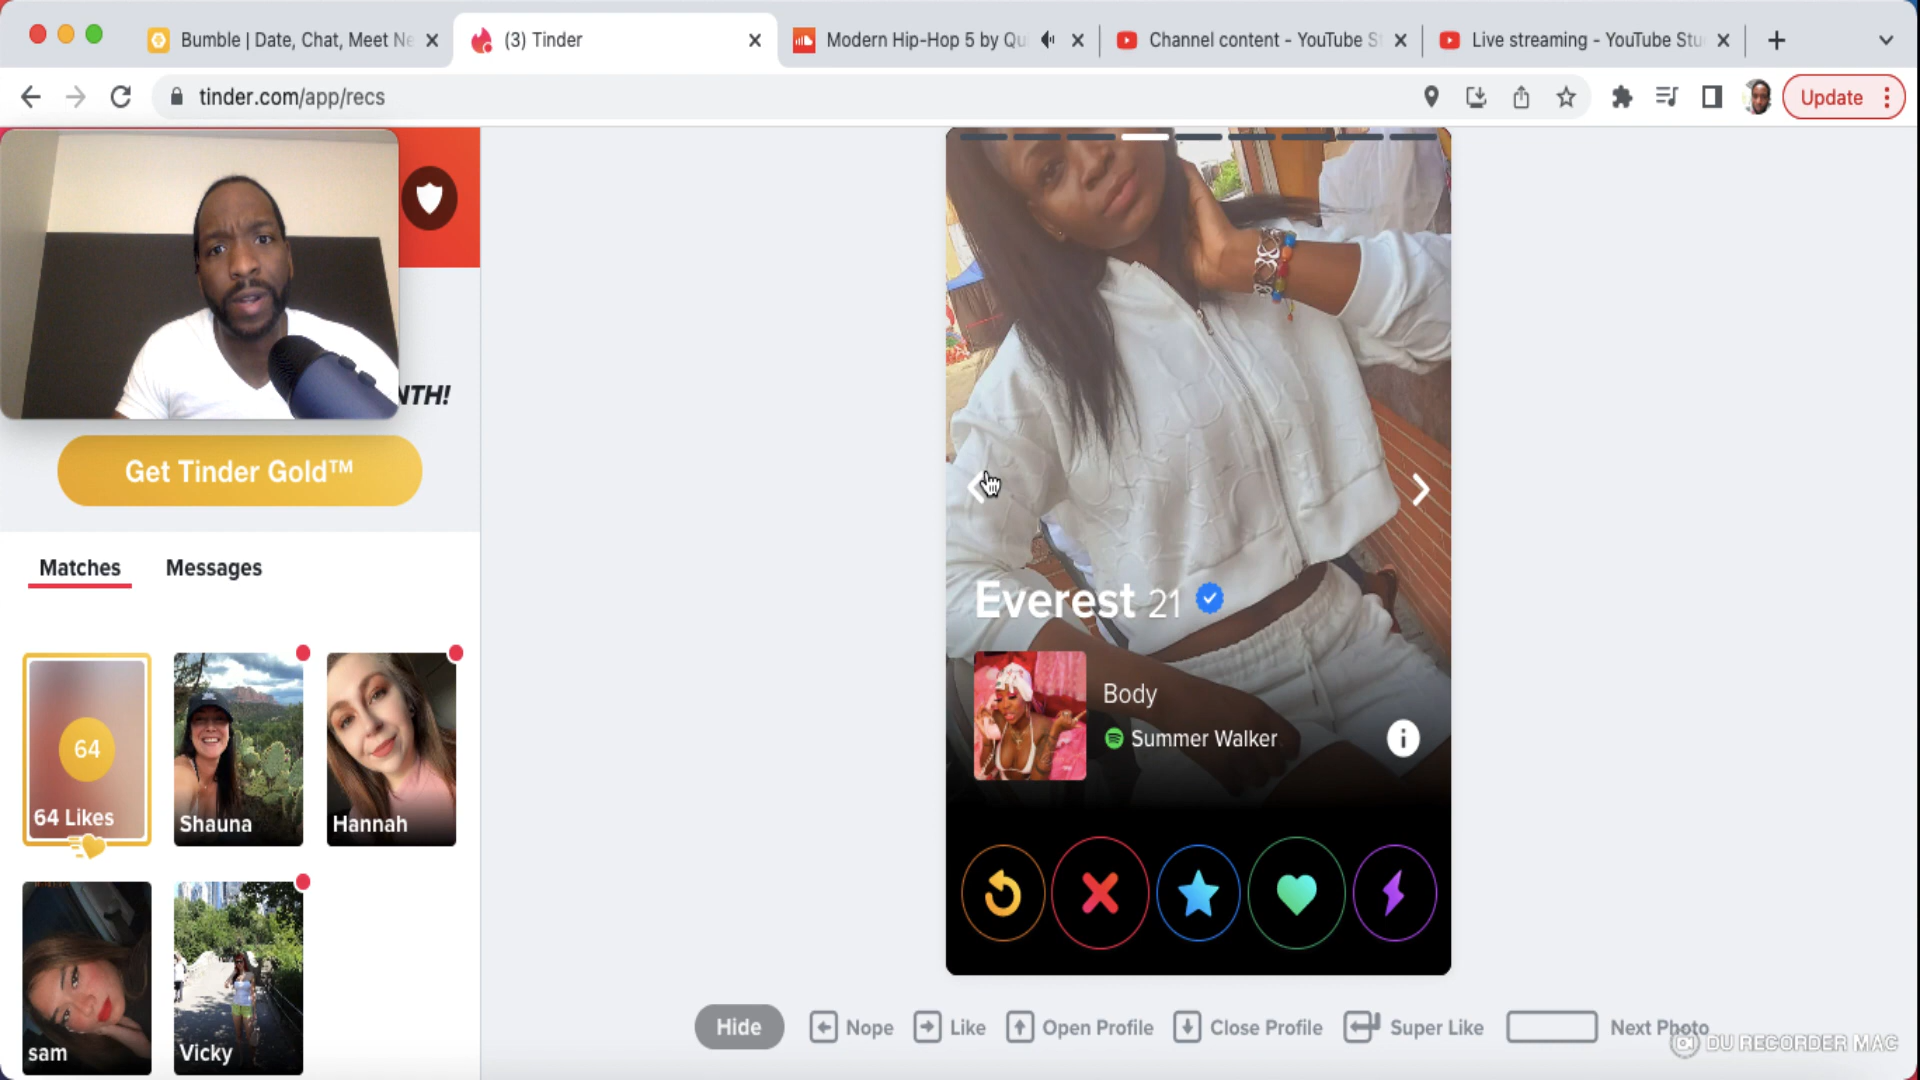 Bumble | Date, Chat, Meet Ne
(3) Tinder
Modern Hip-Hop 5 by Qu
Channel content - YouTube S
Live streaming - YouTube Stu
tinder.com/app/recs
Update
NTH!
Get Tinder Gold™
Matches
Messages
64
64 Likes
Shauna
Hannah
sam
Vicky
Everest 21
Body
Summer Walker
Hide
Nope
Like
Open Profile
Close Profile
Super Like
Next Photo
DU RECORDER MAC